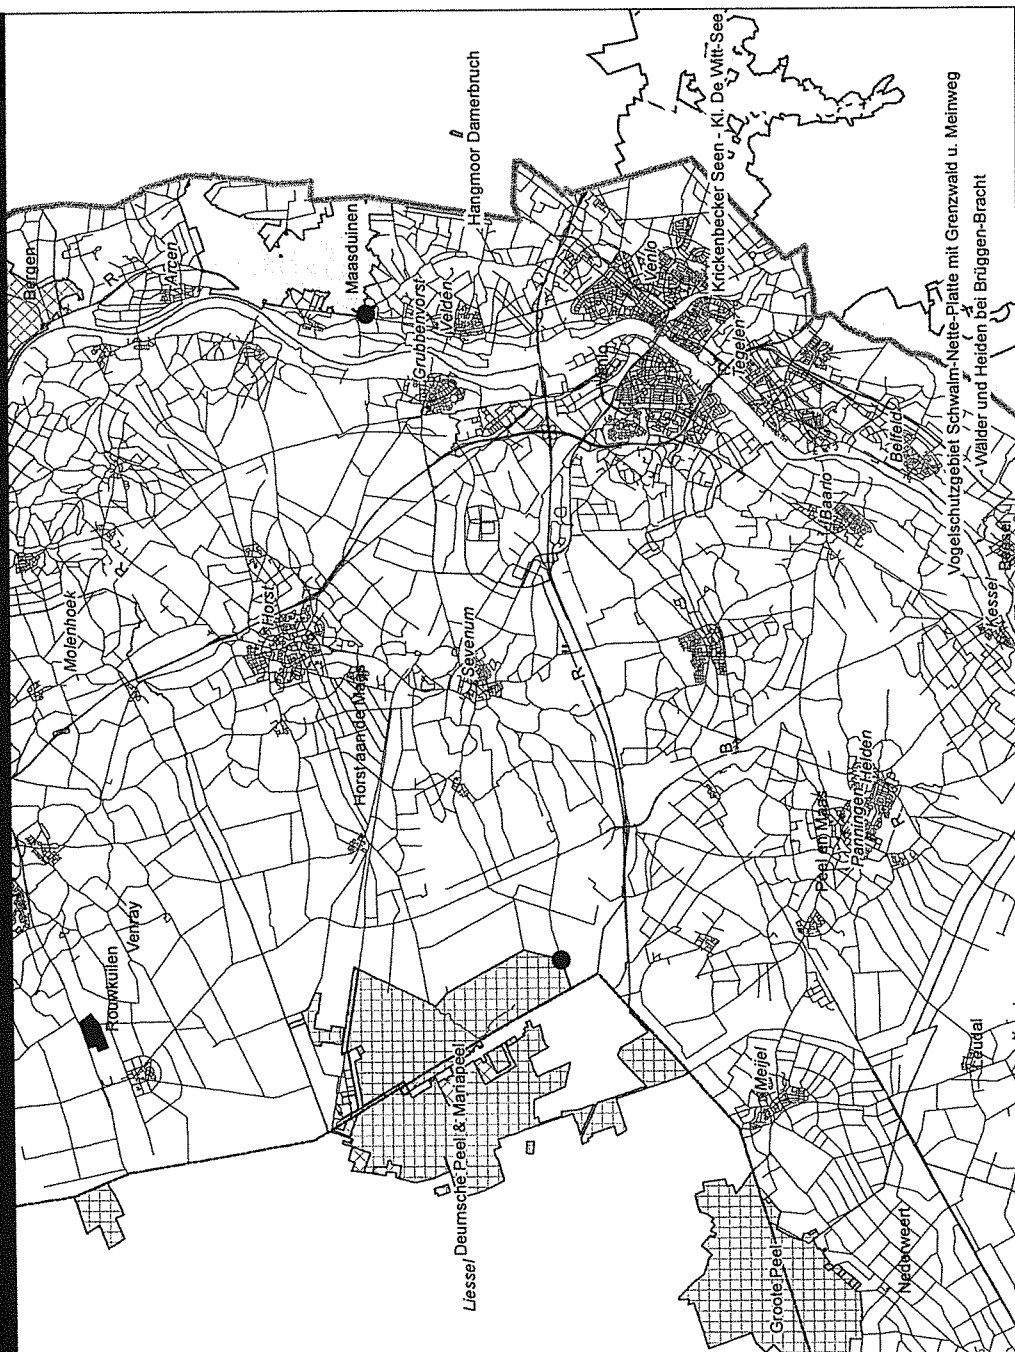 Bergen
R
Arcen
Maasduinen
Hangmoor Damerbruch
Grubbenvorst
Velden
Venlo
Krickenbecker Seen - Kl. De Witt-See
Tegelen
Belfeld
Vogelschutzgebiet Schwalm-Nette-Platte mit Grenzwald u. Meinweg
Wälder und Heiden bei Brüggen-Bracht
Baarlo
Kessel
Molenhoek
R
Horst
Horst aan de Maas
Sevenum
R
B
Peel en Maas
Panningen-Heiden
R
Rouwkuilen
Venray
Liessel
Deurnsche Peel & Mariapeel
Meijel
Leudal
Groote Peel
Nederweert